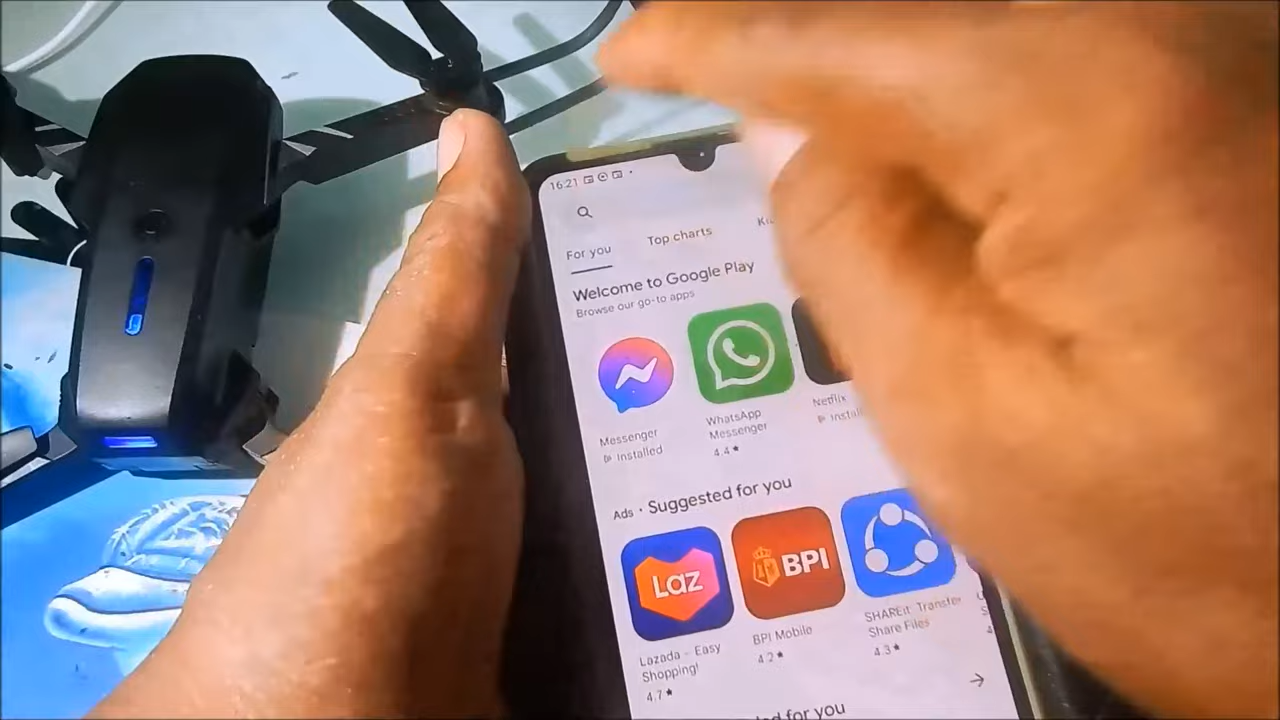 16:21
For you
Top charts
Welcome to Google Play
Browse our go-to apps
Messenger
Installed
WhatsApp
Messenger
4.4★
Netflix
Ads · Suggested for you
Laz
BPI
Lazada - Easy
Shopping!
4.7★
BPI Mobile
4.2★
SHAREit: Transfer
Share Files
4.3★
for you